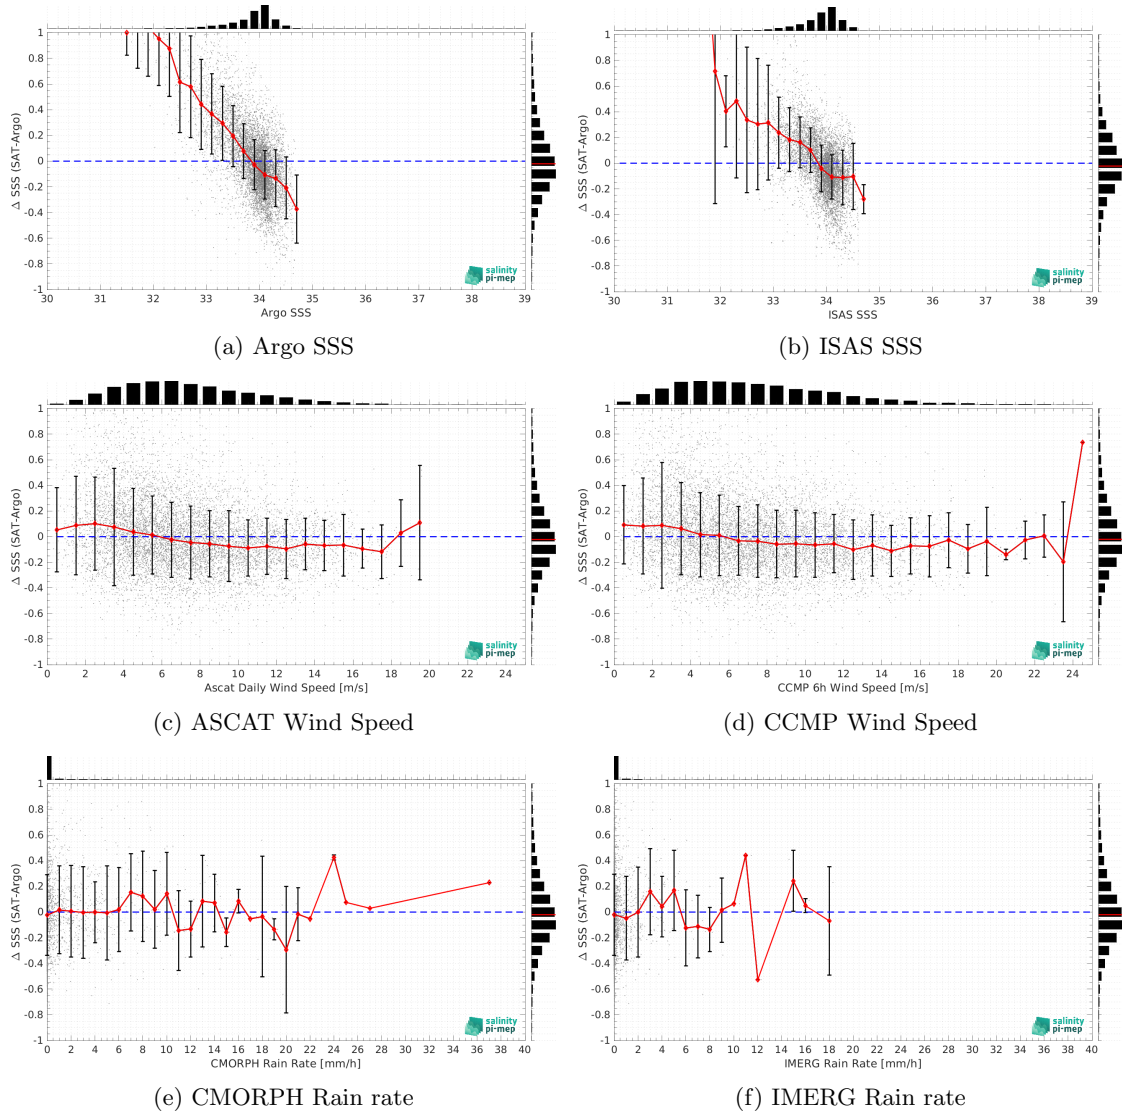 1
0.8
0.6
0.4
0.2
0
-0.2
-0.4
-0.6
-0.8
-1
Δ SSS (SAT-Argo)
30 31 32 33 34 35 36 37 38 39
Argo SSS
salinity
pi-mep
(a) Argo SSS
1
0.8
0.6
0.4
0.2
0
-0.2
-0.4
-0.6
-0.8
-1
Δ SSS (SAT-Argo)
30 31 32 33 34 35 36 37 38 39
ISAS SSS
salinity
pi-mep
(b) ISAS SSS
1
0.8
0.6
0.4
0.2
0
-0.2
-0.4
-0.6
-0.8
-1
Δ SSS (SAT-Argo)
0 2 4 6 8 10 12 14 16 18 20 22 24
Ascat Daily Wind Speed [m/s]
salinity
pi-mep
(c) ASCAT Wind Speed
1
0.8
0.6
0.4
0.2
0
-0.2
-0.4
-0.6
-0.8
-1
Δ SSS (SAT-Argo)
0 2 4 6 8 10 12 14 16 18 20 22 24
CCMP 6h Wind Speed [m/s]
salinity
pi-mep
(d) CCMP Wind Speed
1
0.8
0.6
0.4
0.2
0
-0.2
-0.4
-0.6
-0.8
-1
Δ SSS (SAT-Argo)
0 2 4 6 8 10 12 14 16 18 20 22 24 26 28 30 32 34 36 38 40
CMORPH Rain Rate [mm/h]
salinity
pi-mep
(e) CMORPH Rain rate
1
0.8
0.6
0.4
0.2
0
-0.2
-0.4
-0.6
-0.8
-1
Δ SSS (SAT-Argo)
0 2 4 6 8 10 12 14 16 18 20 22 24 26 28 30 32 34 36 38 40
IMERG Rain Rate [mm/h]
salinity
pi-mep
(f) IMERG Rain rate